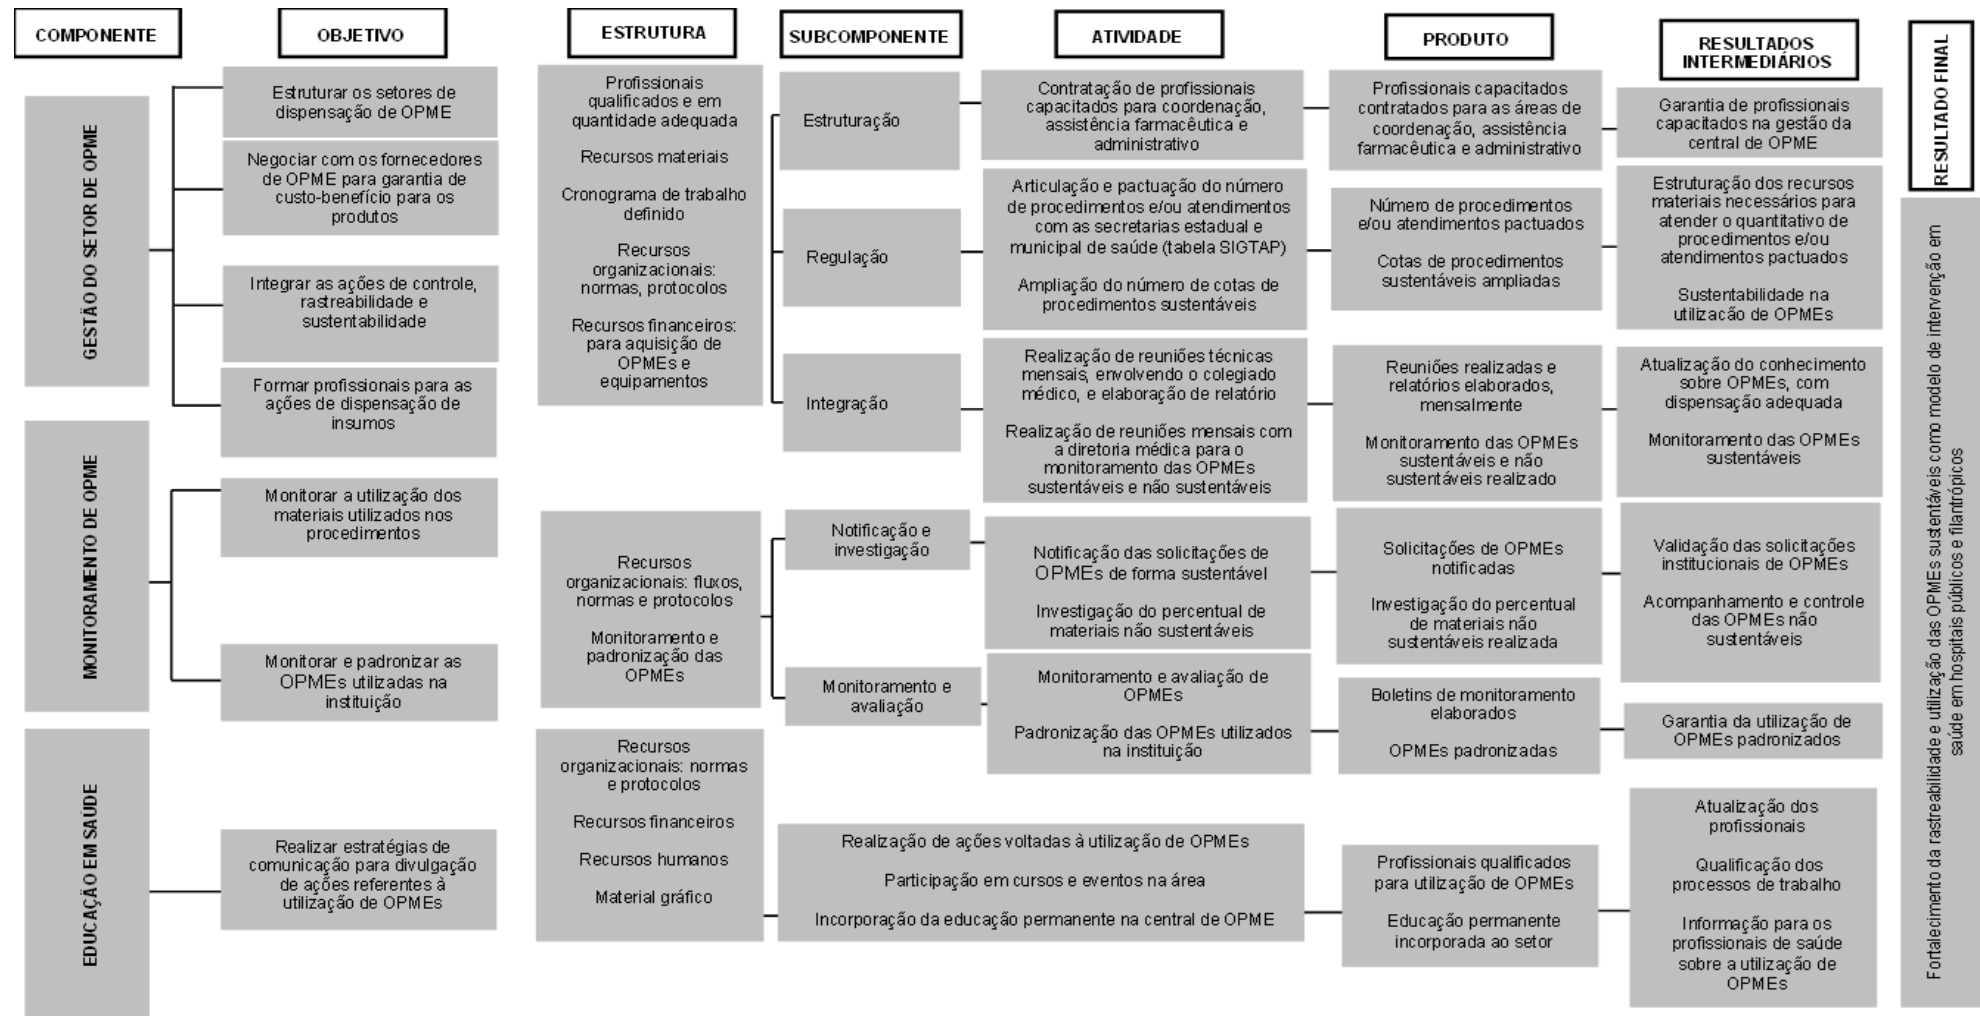 COMPONENTE
OBJETIVO
ESTRUTURA
SUBCOMPONENTE
ATIVIDADE
PRODUTO
RESULTADOS
INTERMEDIÁRIOS
RESULTADO FINAL
GESTÃO DO SETOR DE OPME
Estruturar os setores de
dispensação de OPME
Negociar com os fornecedores
de OPME para garantia de
custo-benefício para os
produtos
Integrar as ações de controle,
rastreabilidade e
sustentabilidade
Formar profissionais para as
ações de dispensação de
insumos
Profissionais
qualificados e em
quantidade adequada
Recursos materiais
Cronograma de trabalho
definido
Recursos
organizacionais:
normas, protocolos
Recursos financeiros:
para aquisição de
OPMEs e
equipamentos
Estruturação
Contratação de profissionais
capacitados para coordenação,
assistência farmacêutica e
administrativo
Profissionais capacitados
contratados para as áreas de
coordenação, assistência
farmacêutica e administrativo
Garantia de profissionais
capacitados na gestão da
central de OPME
Regulação
Articulação e pactuação do número
de procedimentos e/ou atendimentos
com as secretarias estadual e
municipal de saúde (tabela SIGTAP)
Ampliação do número de cotas de
procedimentos sustentáveis
Número de procedimentos
e/ou atendimentos pactuados
Cotas de procedimentos
sustentáveis ampliadas
Estruturação dos recursos
materiais necessários para
atender o quantitativo de
procedimentos e/ou
atendimentos pactuados
Sustentabilidade na
utilizacão de OPMEs
Integração
Realização de reuniões técnicas
mensais, envolvendo o colegiado
médico, e elaboração de relatório
Realização de reuniões mensais com
a diretoria médica para o
monitoramento das OPMEs
sustentáveis e não sustentáveis
Reuniões realizadas e
relatórios elaborados,
mensalmente
Monitoramento das OPMEs
sustentáveis e não
sustentáveis realizado
Atualização do conhecimento
sobre OPMEs, com
dispensação adequada
Monitoramento das OPMEs
sustentáveis
MONITORAMENTO DE OPME
Monitorar a utilização dos
materiais utilizados nos
procedimentos
Monitorar e padronizar as
OPMEs utilizadas na
instituição
Recursos
organizacionais: fluxos,
normas e protocolos
Monitoramento e
padronização das
OPMEs
Notificação e
investigação
Notificação das solicitações de
OPMEs de forma sustentável
Investigação do percentual de
materiais não sustentáveis
Solicitações de OPMEs
notificadas
Investigação do percentual
de materiais não
sustentáveis realizada
Validação das solicitações
institucionais de OPMEs
Acompanhamento e controle
das OPMEs não
sustentáveis
Monitoramento e
avaliação
Monitoramento e avaliação de
OPMEs
Padronização das OPMEs utilizados
na instituição
Boletins de monitoramento
elaborados
OPMEs padronizadas
Garantia da utilização de
OPMEs padronizados
EDUCAÇÃO EM SAÚDE
Realizar estratégias de
comunicação para divulgação
de ações referentes à
utilização de OPMEs
Recursos
organizacionais: normas
e protocolos
Recursos financeiros
Recursos humanos
Material gráfico
Realização de ações voltadas à utilização de OPMEs
Participação em cursos e eventos na área
Incorporação da educação permanente na central de OPME
Profissionais qualificados
para utilização de OPMEs
Educação permanente
incorporada ao setor
Atualização dos
profissionais
Qualificação dos
processos de trabalho
Informação para os
profissionais de saúde
sobre a utilização de
OPMEs
Fortalecimento da rastreabilidade e utilização das OPMEs sustentáveis como modelo de intervenção em
saúde em hospitais públicos e filantrópicos